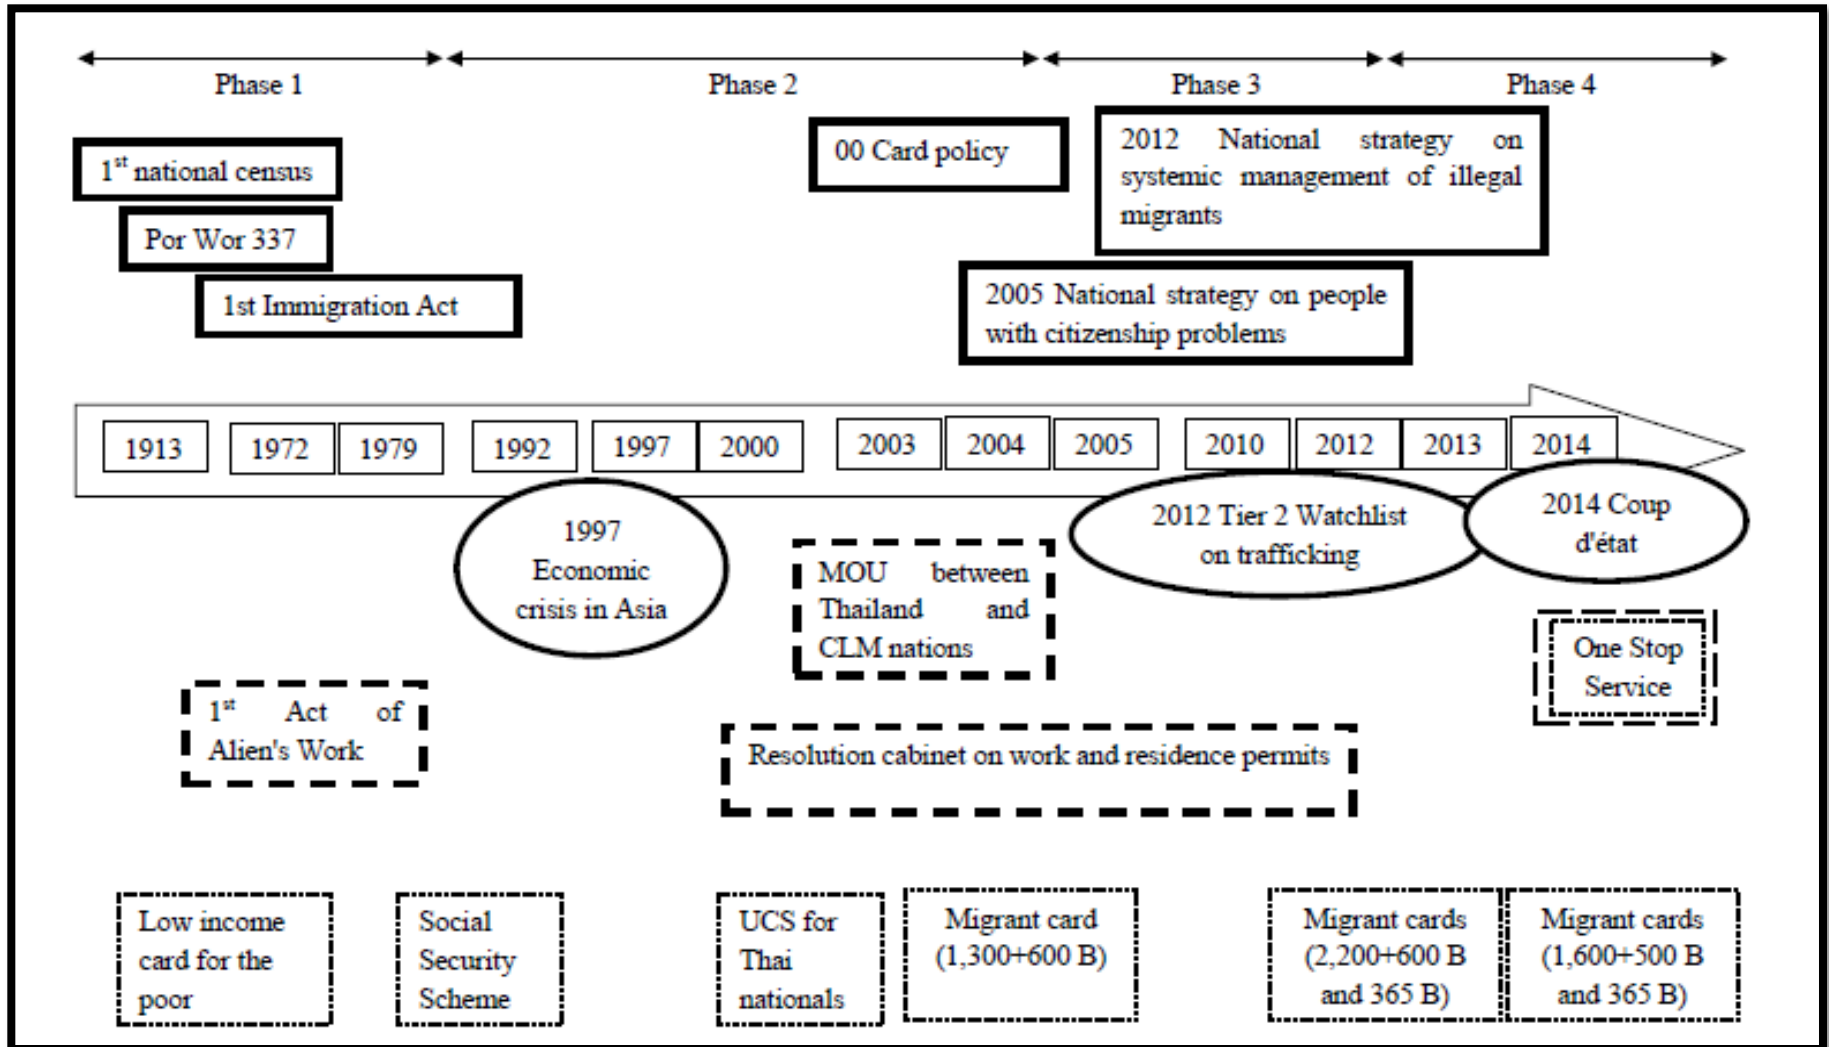 Phase 1
Phase 2
Phase 3
Phase 4
1st national census
Por Wor 337
1st Immigration Act
00 Card policy
2012 National strategy on
systemic management of illegal
migrants
2005 National strategy on people
with citizenship problems
1913
1972
1979
1992
1997
2000
2003
2004
2005
2010
2012
2013
2014
1997
Economic
crisis in Asia
2012 Tier 2 Watchlist
on trafficking
2014 Coup
d'état
MOU between
Thailand and
CLM nations
One Stop
Service
1st Act of
Alien's Work
Resolution cabinet on work and residence permits
Low income
card for the
poor
Social
Security
Scheme
UCS for
Thai
nationals
Migrant card
(1,300+600 B)
Migrant cards
(2,200+600 B
and 365 B)
Migrant cards
(1,600+500 B
and 365 B)